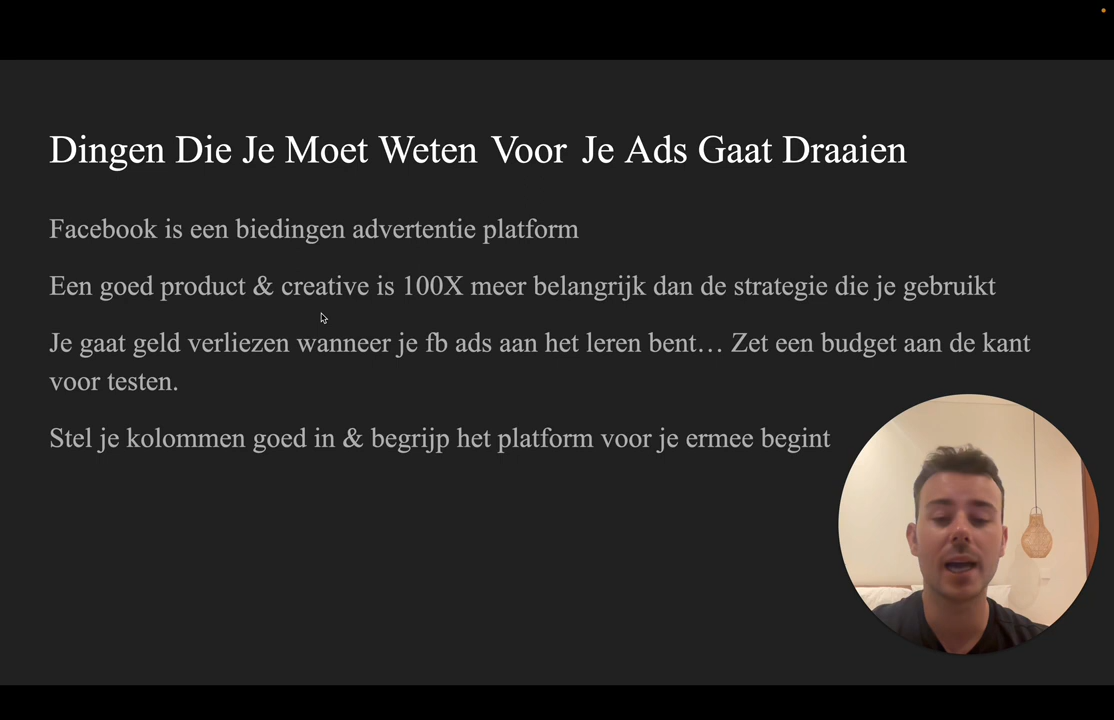 Dingen Die Je Moet Weten Voor Je Ads Gaat Draaien
Facebook is een biedingen advertentie platform
Een goed product & creative is 100X meer belangrijk dan de strategie die je gebruikt
Je gaat geld verliezen wanneer je fb ads aan het leren bent… Zet een budget aan de kant
voor testen.
Stel je kolommen goed in & begrijp het platform voor je ermee begint